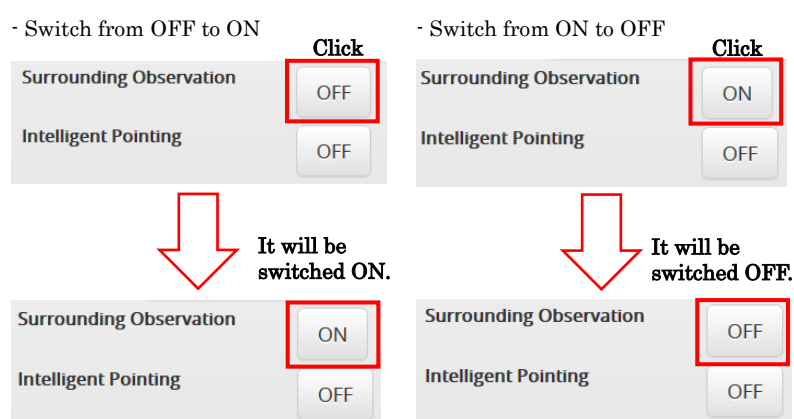 - Switch from OFF to ON
Click
Surrounding Observation
OFF
Intelligent Pointing
OFF
It will be
switched ON.
Surrounding Observation
ON
Intelligent Pointing
OFF
- Switch from ON to OFF
Click
Surrounding Observation
ON
Intelligent Pointing
OFF
It will be
switched OFF.
Surrounding Observation
OFF
Intelligent Pointing
OFF